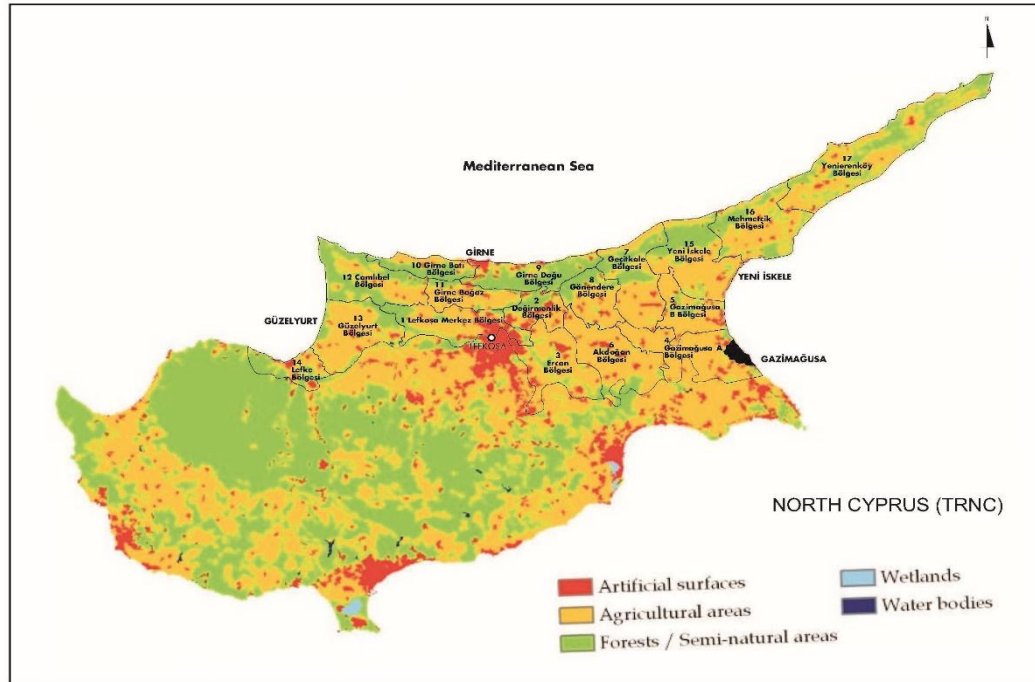 N
Mediterranean Sea
17
Yenierenköy
Bölgesi
16
Mehmetcik
Bölgesi
15
Yeni İskele
Bölgesi
YENİ İSKELE
GİRNE
7
Geçitkale
Bölgesi
9
Girne Doğu
Bölgesi
8
Gönendere
Bölgesi
10 Girne Batı
Bölgesi
12 Camlıbel
Bölgesi
11
Girne Boğaz
Bölgesi
2
Değirmenlik
Bölgesi
5
Gazimağusa
B Bölgesi
GÜZELYURT
13
Güzelyurt
Bölgesi
1 Lefkoşa Merkez Bölgesi
LEFKOŞA
3
Ercan
Bölgesi
6
Akdoğan
Bölgesi
4
Gazimağusa A
Bölgesi
GAZİMAĞUSA
14
Lefke
Bölgesi
NORTH CYPRUS (TRNC)
Artificial surfaces
Agricultural areas
Forests / Semi-natural areas
Wetlands
Water bodies